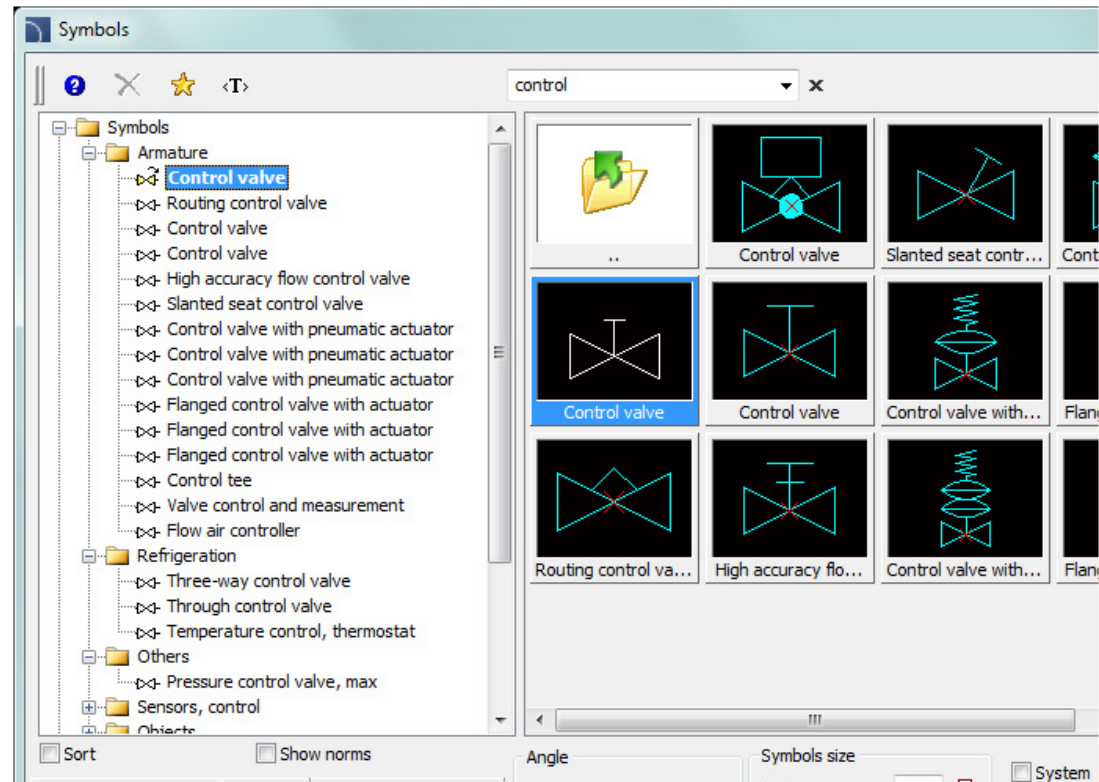 Symbols
<T>
control
Symbols
Armature
Control valve
Routing control valve
Control valve
Control valve
High accuracy flow control valve
Slanted seat control valve
Control valve with pneumatic actuator
Control valve with pneumatic actuator
Control valve with pneumatic actuator
Flanged control valve with actuator
Flanged control valve with actuator
Flanged control valve with actuator
Control tee
Valve control and measurement
Flow air controller
Refrigeration
Three-way control valve
Through control valve
Temperature control, thermostat
Others
Pressure control valve, max
Sensors, control
Objects
Sort
Show norms
..
Control valve
Slanted seat contr...
Cont
Control valve
Control valve
Control valve with...
Flan
Routing control va...
High accuracy flo...
Control valve with...
Flan
Angle
Symbols size
System